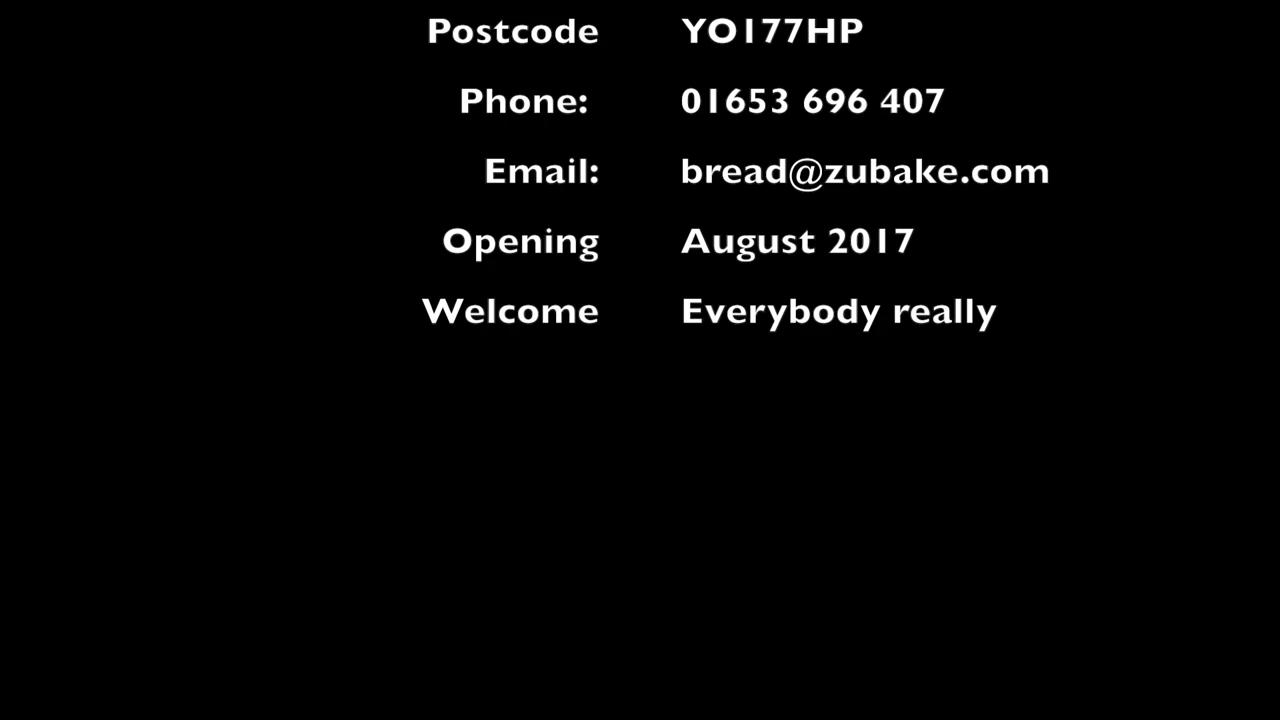 Postcode YO177HP
Phone: 01653 696 407
Email: bread@zubake.com
Opening August 2017
Welcome Everybody really